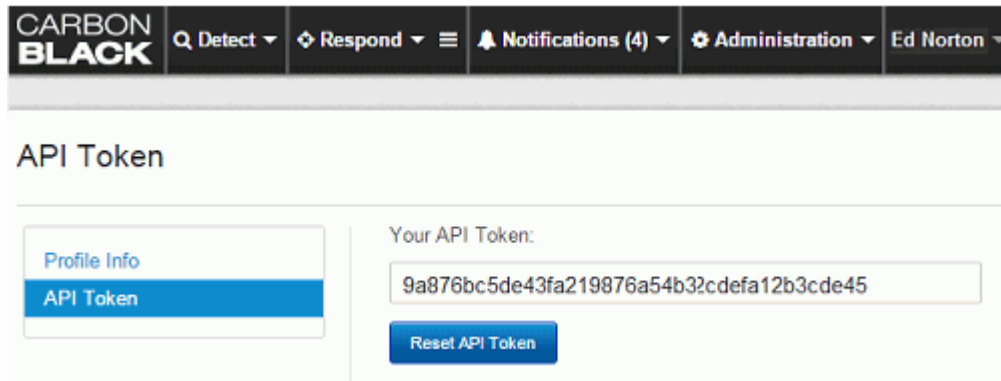 CARBON
BLACK
Detect
Respond
Notifications (4)
Administration
Ed Norton
API Token
Profile Info
API Token
Your API Token:
9a876bc5de43fa219876a54b32cdefa12b3cde45
Reset API Token